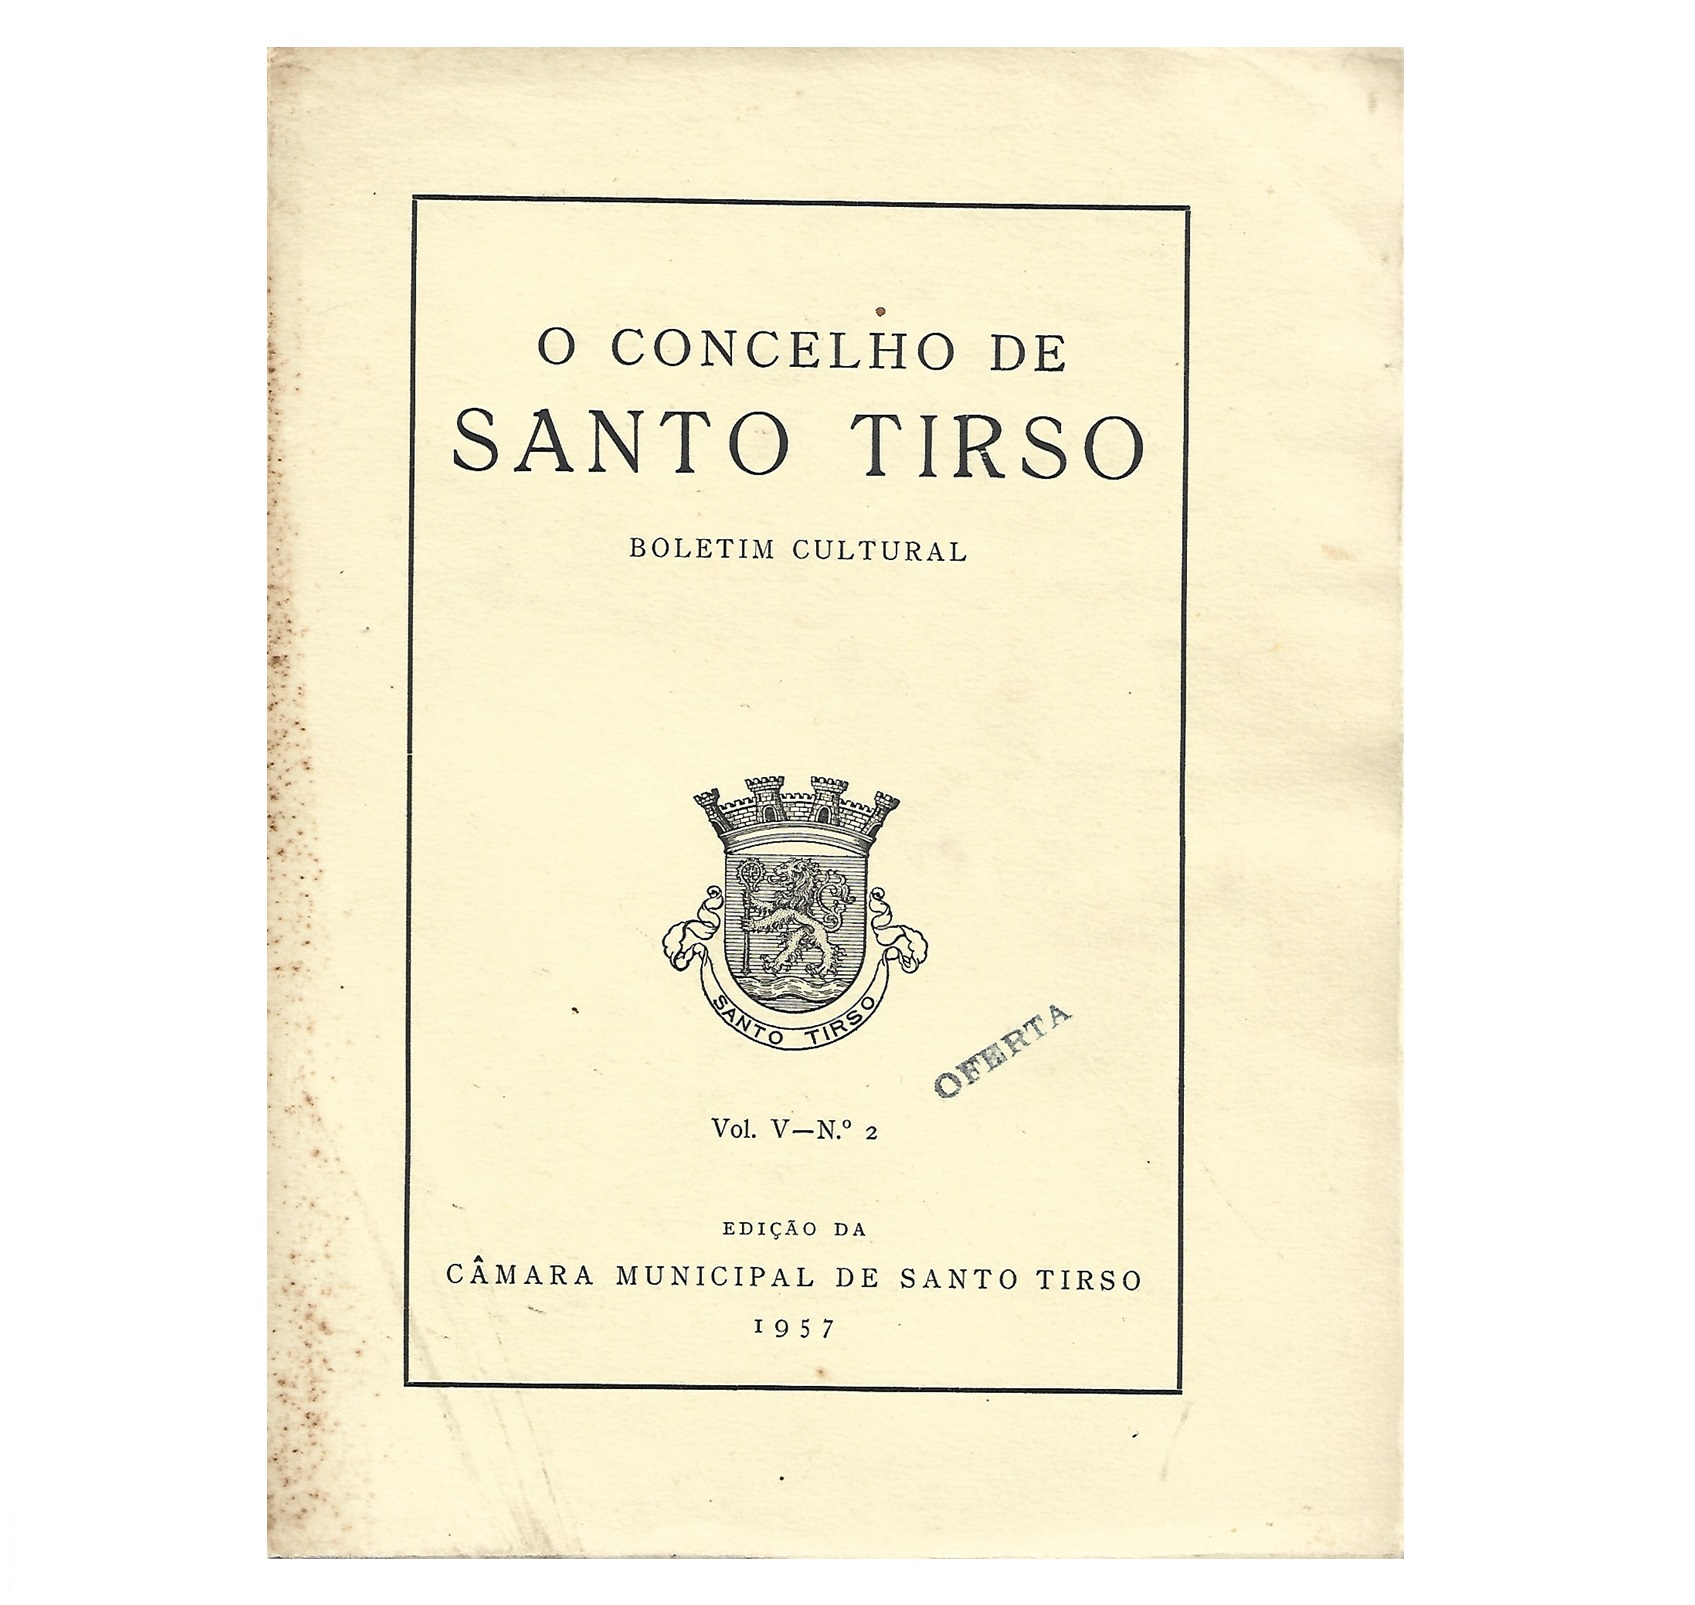 O CONCELHO DE
SANTO TIRSO
BOLETIM CULTURAL
SANTO TIRSO
OFERTA
Vol. V—N.º 2
EDIÇÃO DA
CÂMARA MUNICIPAL DE SANTO TIRSO
1957